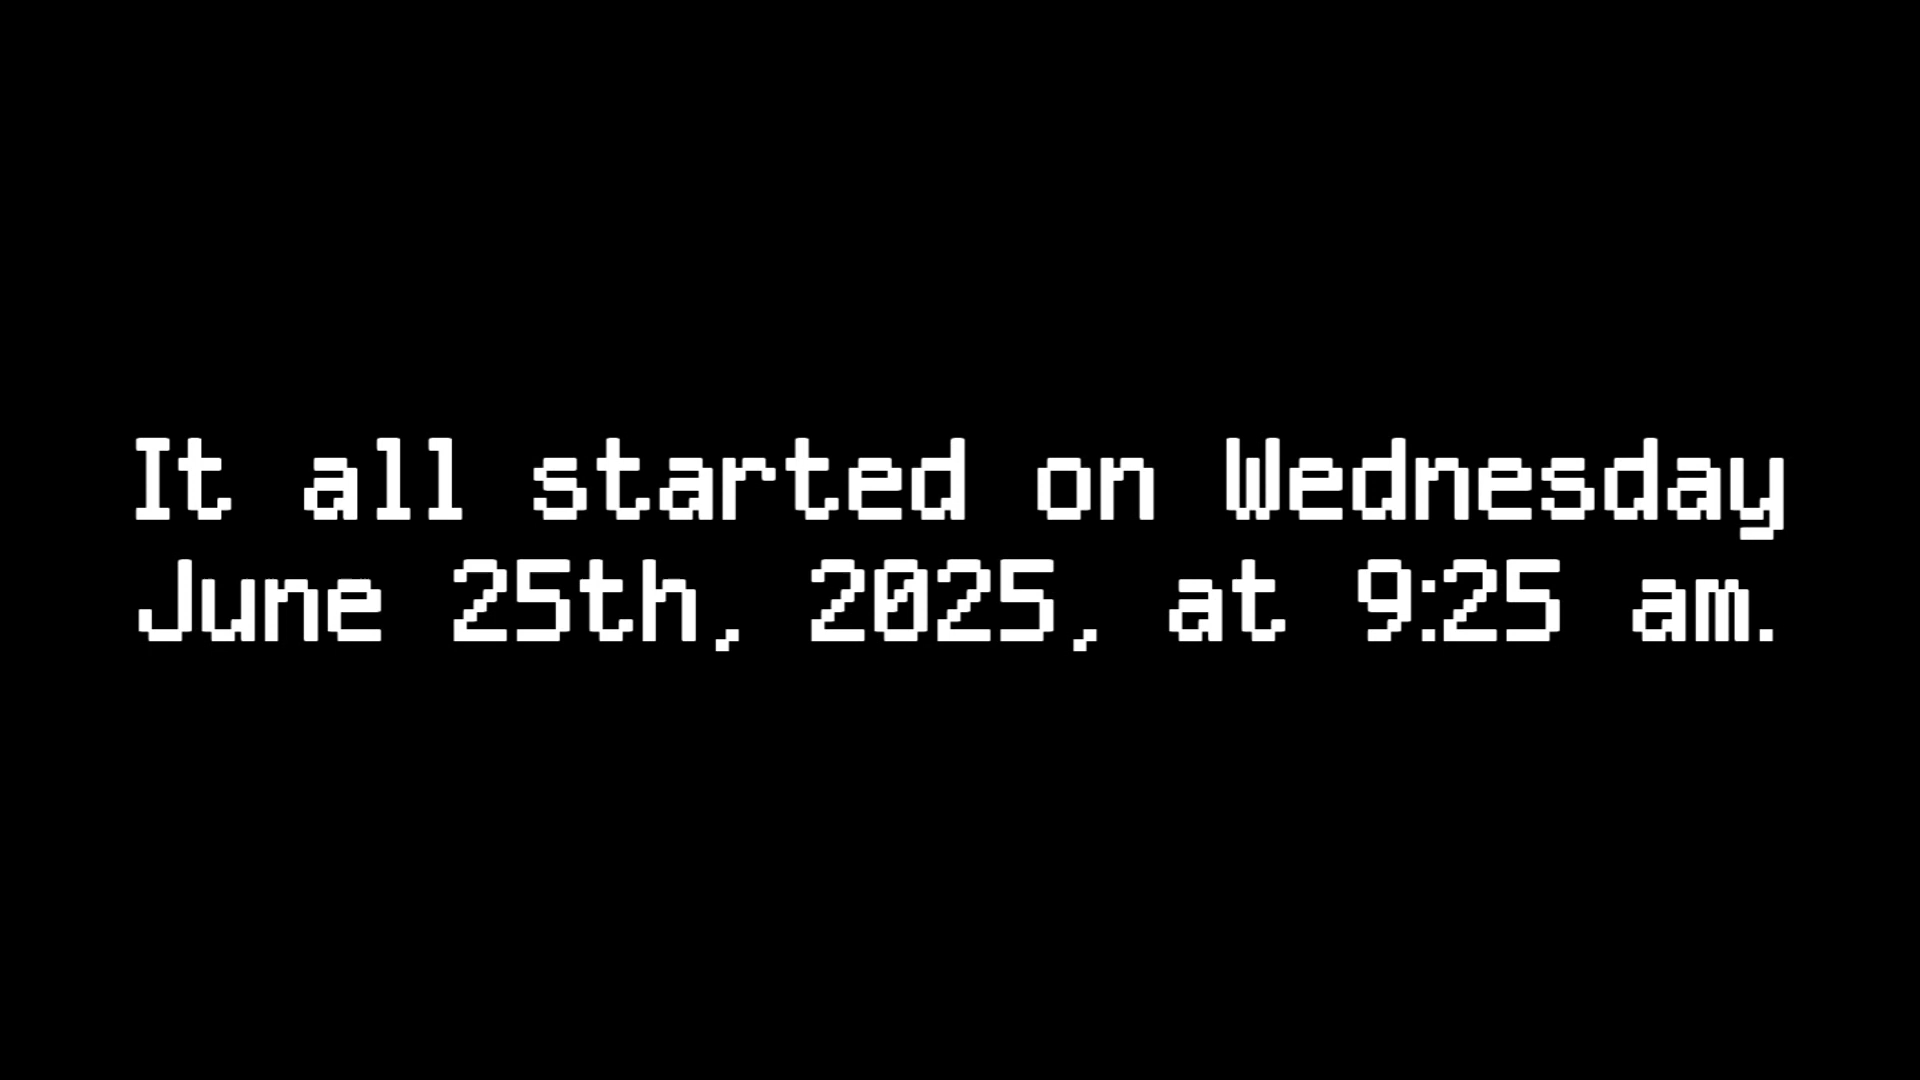 It all started on Wednesday
June 25th, 2025, at 9:25 am.